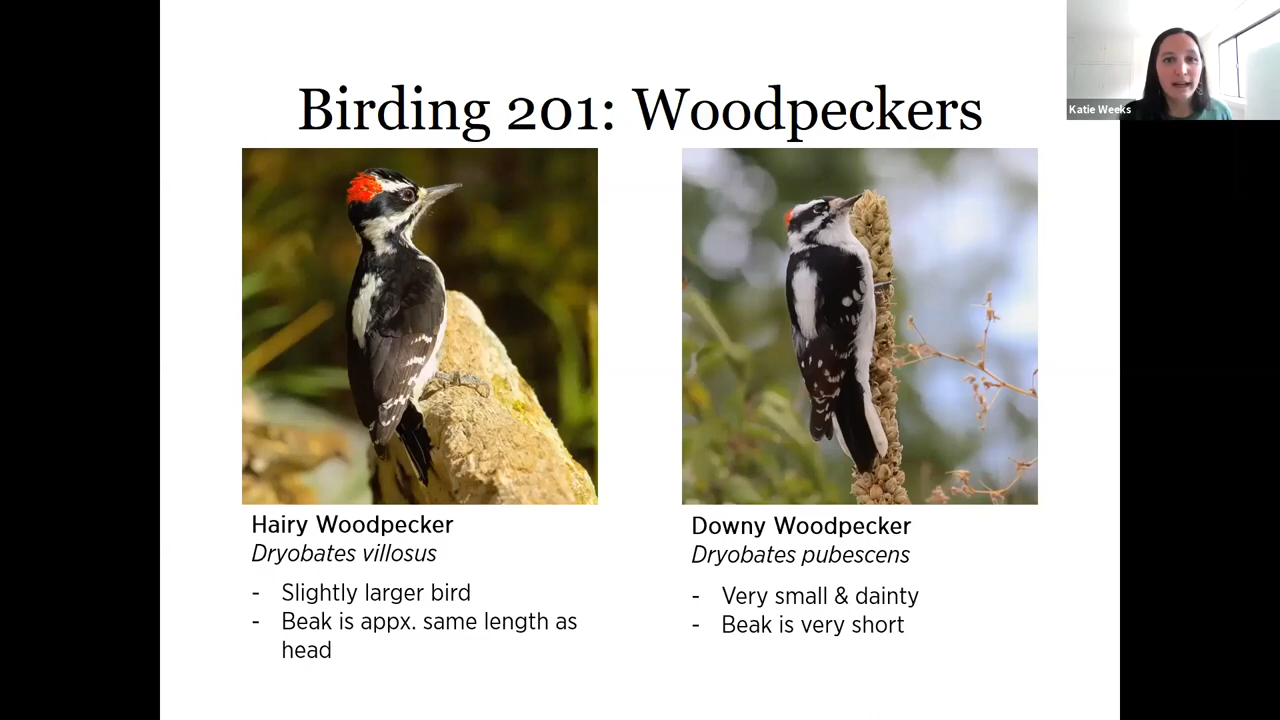 Birding 201: Woodpeckers
Katie Weeks
Hairy Woodpecker
Dryobates villosus
- Slightly larger bird
- Beak is appx. same length as
head
Downy Woodpecker
Dryobates pubescens
- Very small & dainty
- Beak is very short